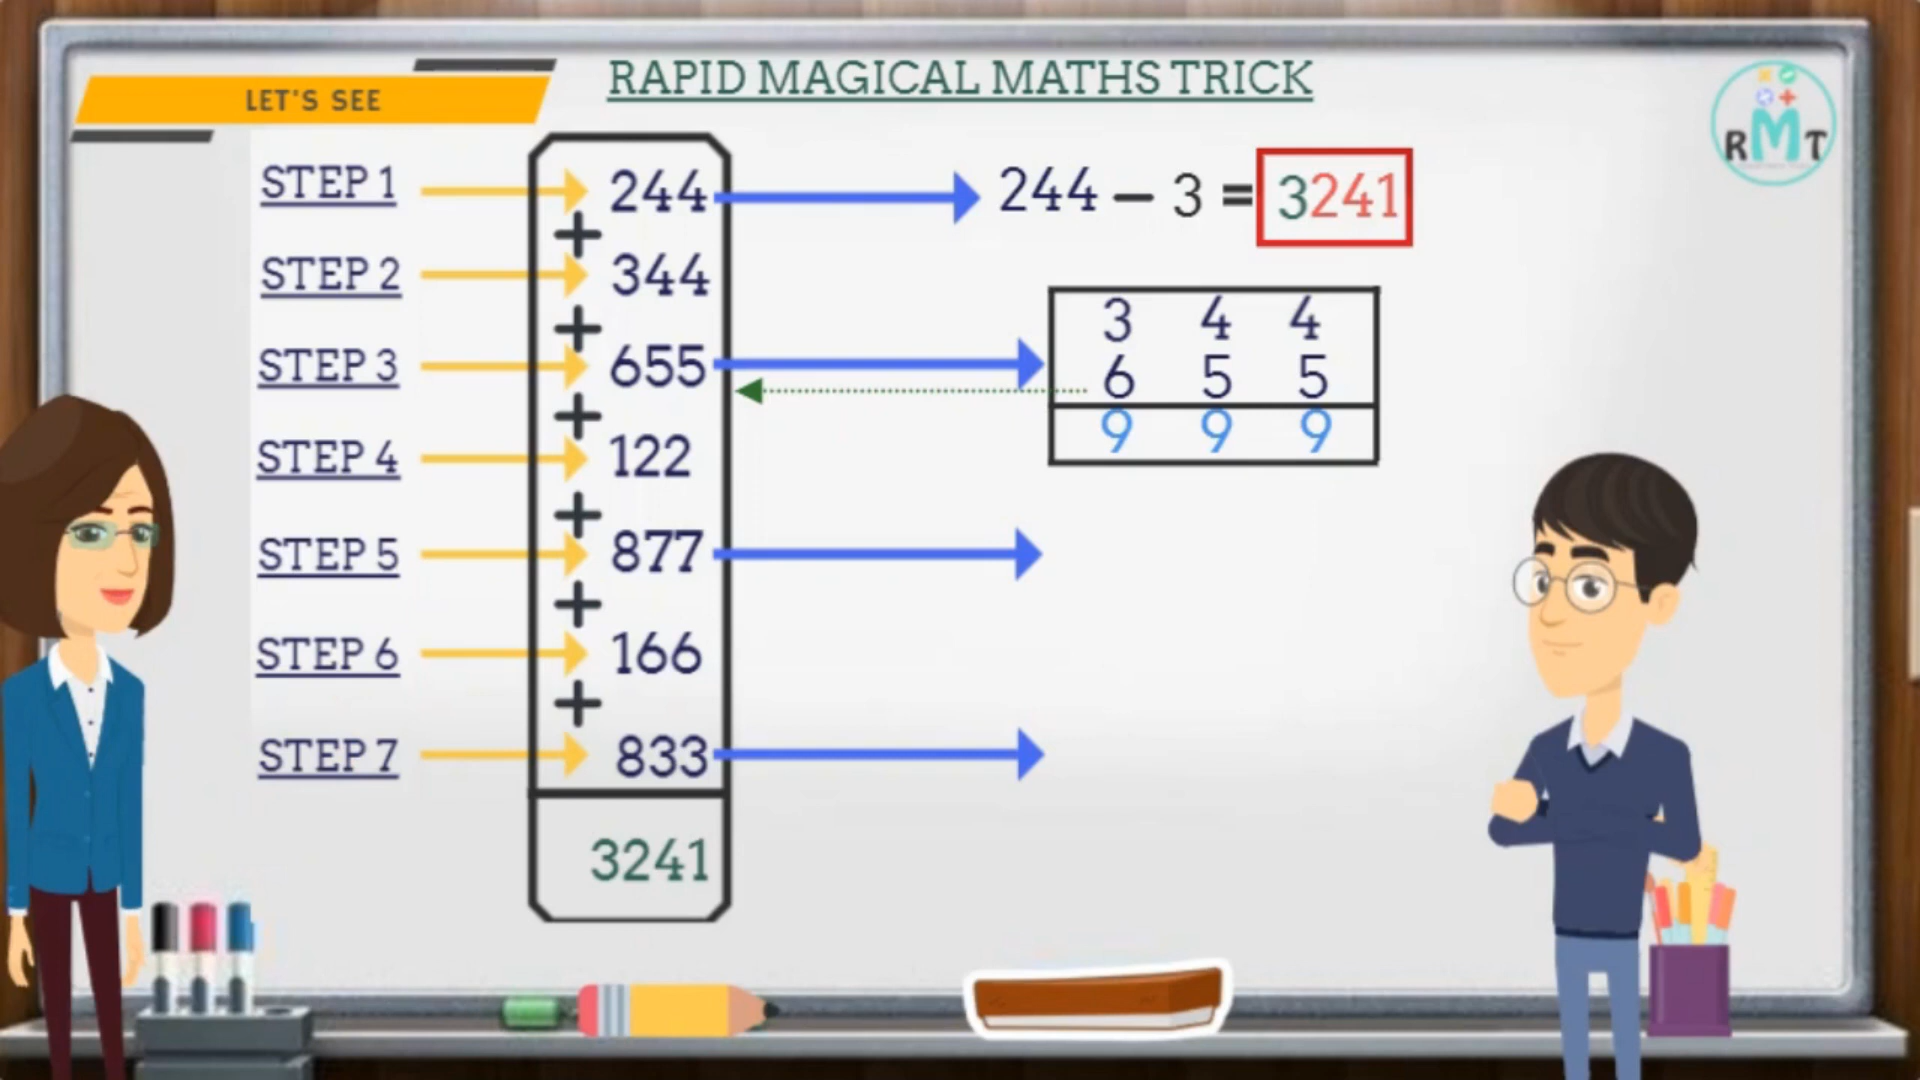 RAPID MAGICAL MATHS TRICK
LET'S SEE
RMT
STEP 1 244 244 – 3 = 3241
+
STEP 2 344
3 4 4
+
STEP 3 655
6 5 5
9 9 9
+
STEP 4 122
+
STEP 5 877
+
STEP 6 166
+
STEP 7 833
3241